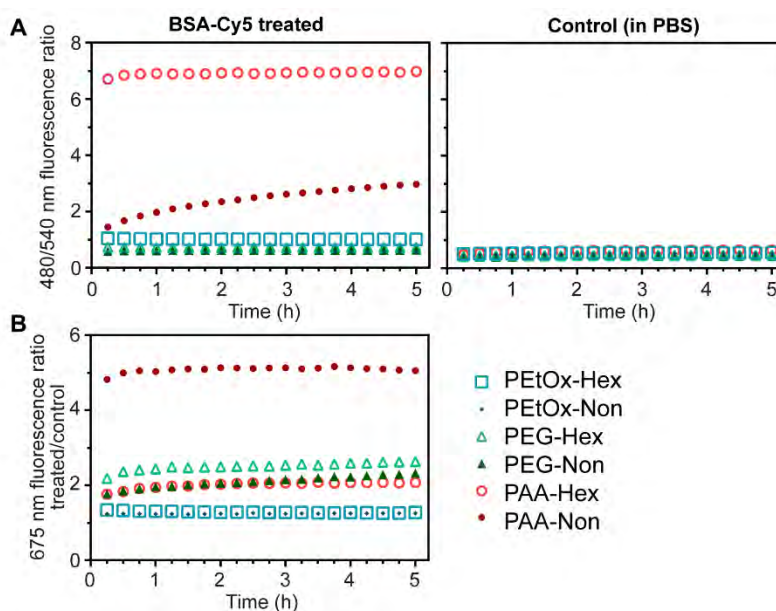 A
BSA-Cy5 treated
Control (in PBS)
480/540 nm fluorescence ratio
8
6
4
2
0
0 1 2 3 4 5
Time (h)
0 1 2 3 4 5
Time (h)
B
675 nm fluorescence ratio
treated/control
6
4
2
0
0 1 2 3 4 5
Time (h)
PEtOx-Hex
PEtOx-Non
PEG-Hex
PEG-Non
PAA-Hex
PAA-Non